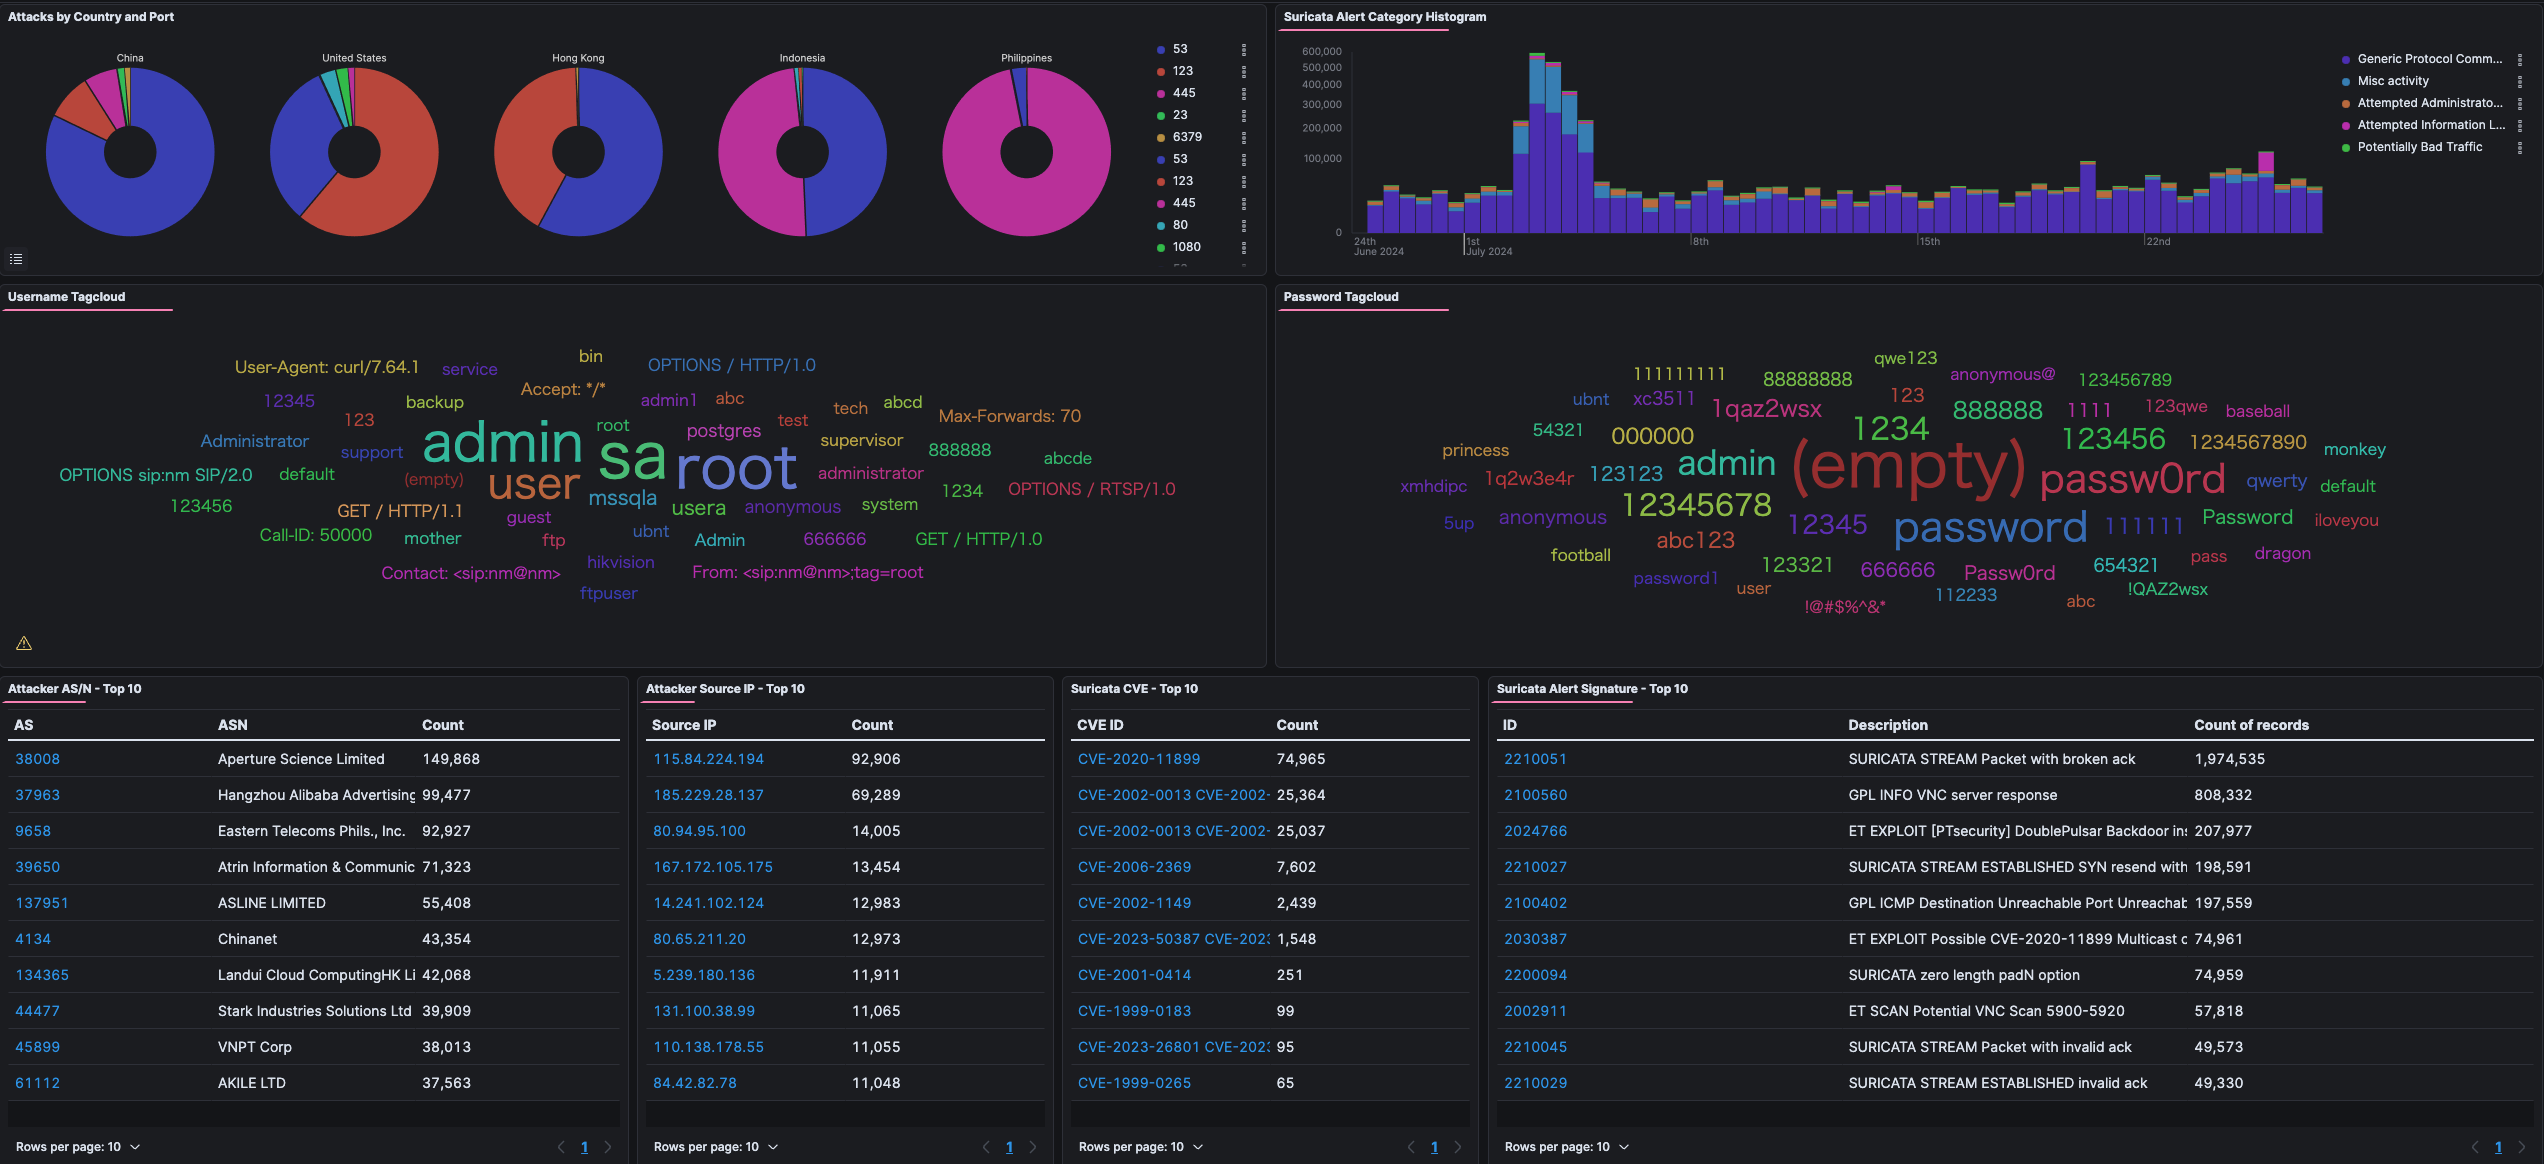 Attacks by Country and Port
China
United States
Hong Kong
Indonesia
Philippines
53
123
445
23
6379
53
123
445
80
1080
Suricata Alert Category Histogram
600,000
500,000
400,000
300,000
200,000
100,000
0
24th
June 2024
1st
July 2024
8th
15th
22nd
Generic Protocol Comm...
Misc activity
Attempted Administrato...
Attempted Information L...
Potentially Bad Traffic
Username Tagcloud
bin
User-Agent: curl/7.64.1 service OPTIONS / HTTP/1.0
Accept: */*
12345 backup admin1 abc tech abcd
123 root test Max-Forwards: 70
Administrator support admin postgres supervisor 888888
sa root abcde
OPTIONS sip:nm SIP/2.0 default (empty) user administrator
123456 mssqla 1234 OPTIONS / RTSP/1.0
GET / HTTP/1.1 guest usera anonymous system
Call-ID: 50000 mother ftp ubnt Admin 666666 GET / HTTP/1.0
Contact: <sip:nm@nm> hikvision From: <sip:nm@nm>;tag=root
ftpuser
Password Tagcloud
qwe123
111111111 88888888 anonymous@ 123456789
ubnt xc3511 1qaz2wsx 123 888888 1111 123qwe baseball
54321 000000 1234 123456 1234567890
princess admin (empty) passw0rd monkey
xmhdipc 1q2w3e4r 123123 qwerty default
5up anonymous 12345678 12345 password 111111 Password iloveyou
football abc123 123321 666666 Passw0rd 654321 pass dragon
password1 user 112233 !QAZ2wsx
!@#$%^&* abc
Attacker AS/N - Top 10
AS ASN Count
38008 Aperture Science Limited 149,868
37963 Hangzhou Alibaba Advertising 99,477
9658 Eastern Telecoms Phils., Inc. 92,927
39650 Atrin Information & Communic 71,323
137951 ASLINE LIMITED 55,408
4134 Chinanet 43,354
134365 Landui Cloud ComputingHK Li 42,068
44477 Stark Industries Solutions Ltd 39,909
45899 VNPT Corp 38,013
61112 AKILE LTD 37,563
Rows per page: 10
1
Attacker Source IP - Top 10
Source IP Count
115.84.224.194 92,906
185.229.28.137 69,289
80.94.95.100 14,005
167.172.105.175 13,454
14.241.102.124 12,983
80.65.211.20 12,973
5.239.180.136 11,911
131.100.38.99 11,065
110.138.178.55 11,055
84.42.82.78 11,048
Rows per page: 10
1
Suricata CVE - Top 10
CVE ID Count
CVE-2020-11899 74,965
CVE-2002-0013 CVE-2002- 25,364
CVE-2002-0013 CVE-2002- 25,037
CVE-2006-2369 7,602
CVE-2002-1149 2,439
CVE-2023-50387 CVE-2023 1,548
CVE-2001-0414 251
CVE-1999-0183 99
CVE-2023-26801 CVE-2023 95
CVE-1999-0265 65
Rows per page: 10
1
Suricata Alert Signature - Top 10
ID Description Count of records
2210051 SURICATA STREAM Packet with broken ack 1,974,535
2100560 GPL INFO VNC server response 808,332
2024766 ET EXPLOIT [PTsecurity] DoublePulsar Backdoor ins 207,977
2210027 SURICATA STREAM ESTABLISHED SYN resend with 198,591
2100402 GPL ICMP Destination Unreachable Port Unreachab 197,559
2030387 ET EXPLOIT Possible CVE-2020-11899 Multicast o 74,961
2200094 SURICATA zero length padN option 74,959
2002911 ET SCAN Potential VNC Scan 5900-5920 57,818
2210045 SURICATA STREAM Packet with invalid ack 49,573
2210029 SURICATA STREAM ESTABLISHED invalid ack 49,330
Rows per page: 10
1